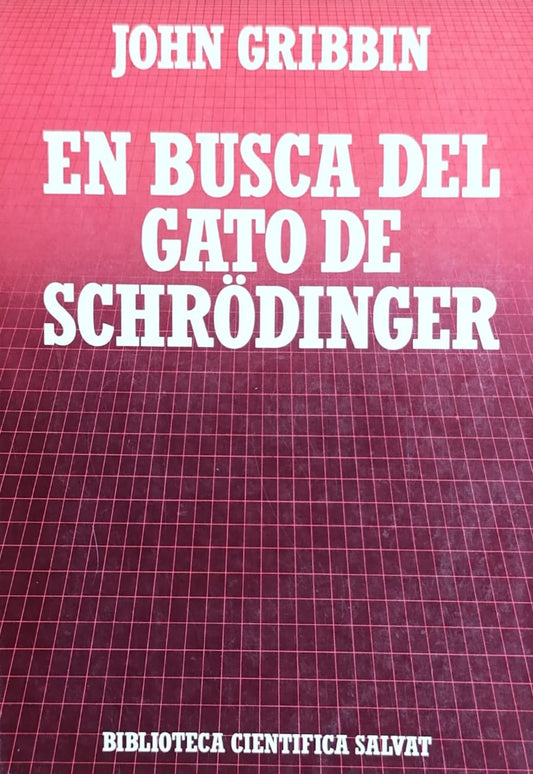 JOHN GRIBBIN
EN BUSCA DEL
GATO DE
SCHRÖDINGER
BIBLIOTECA CIENTIFICA SALVAT